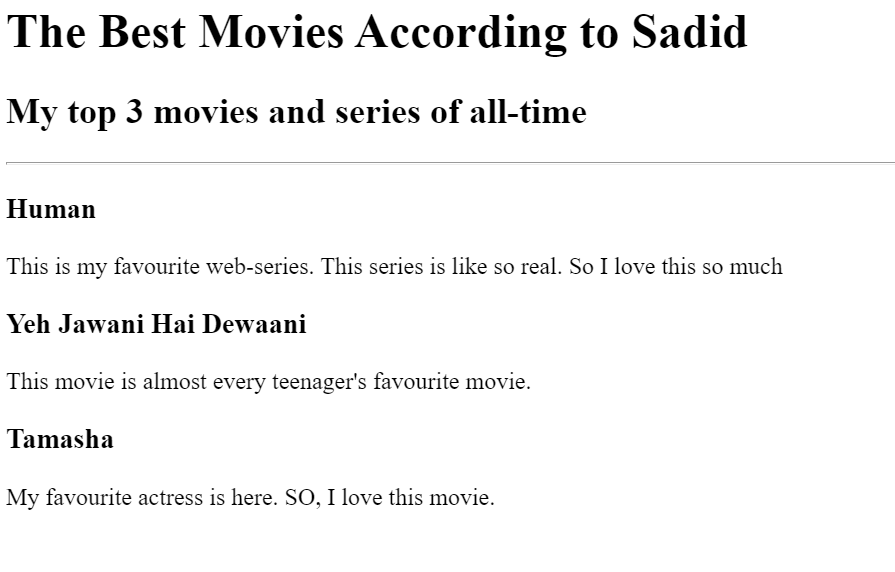 The Best Movies According to Sadid
My top 3 movies and series of all-time
Human
This is my favourite web-series. This series is like so real. So I love this so much
Yeh Jawani Hai Dewaani
This movie is almost every teenager's favourite movie.
Tamasha
My favourite actress is here. SO, I love this movie.